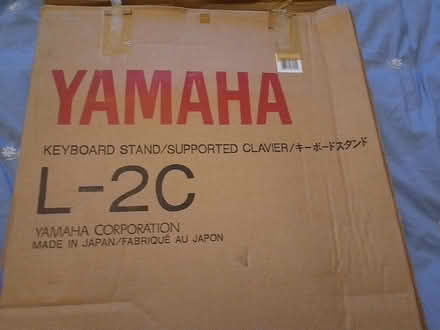 YAMAHA
KEYBOARD STAND/SUPPORTED CLAVIER/キーボードスタンド
L-2C
YAMAHA CORPORATION
MADE IN JAPAN/FABRIQUÉ AU JAPON